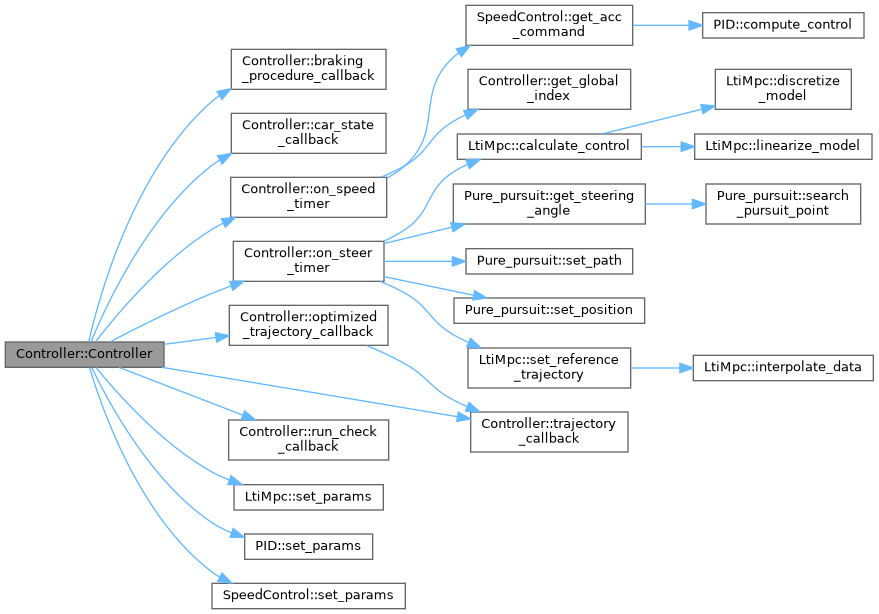 Controller::Controller
Controller::braking
_procedure_callback
Controller::car_state
_callback
Controller::on_speed
_timer
Controller::on_steer
_timer
Controller::optimized
_trajectory_callback
Controller::run_check
_callback
LtiMpc::set_params
PID::set_params
SpeedControl::set_params
SpeedControl::get_acc
_command
Controller::get_global
_index
LtiMpc::calculate_control
Pure_pursuit::get_steering
_angle
Pure_pursuit::set_path
Pure_pursuit::set_position
LtiMpc::set_reference
_trajectory
Controller::trajectory
_callback
PID::compute_control
LtiMpc::discretize
_model
LtiMpc::linearize_model
Pure_pursuit::search
_pursuit_point
LtiMpc::interpolate_data